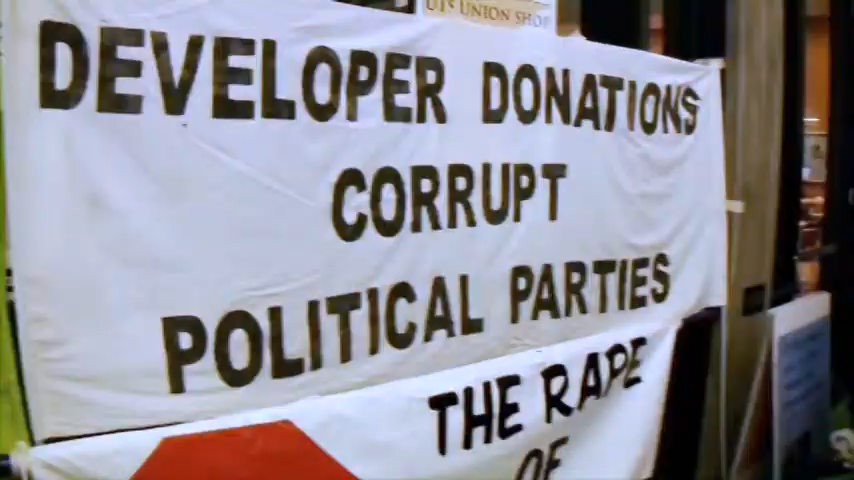 UTS UNION SHOP
DEVELOPER DONATIONS
CORRUPT
POLITICAL PARTIES
THE RAPE
OF